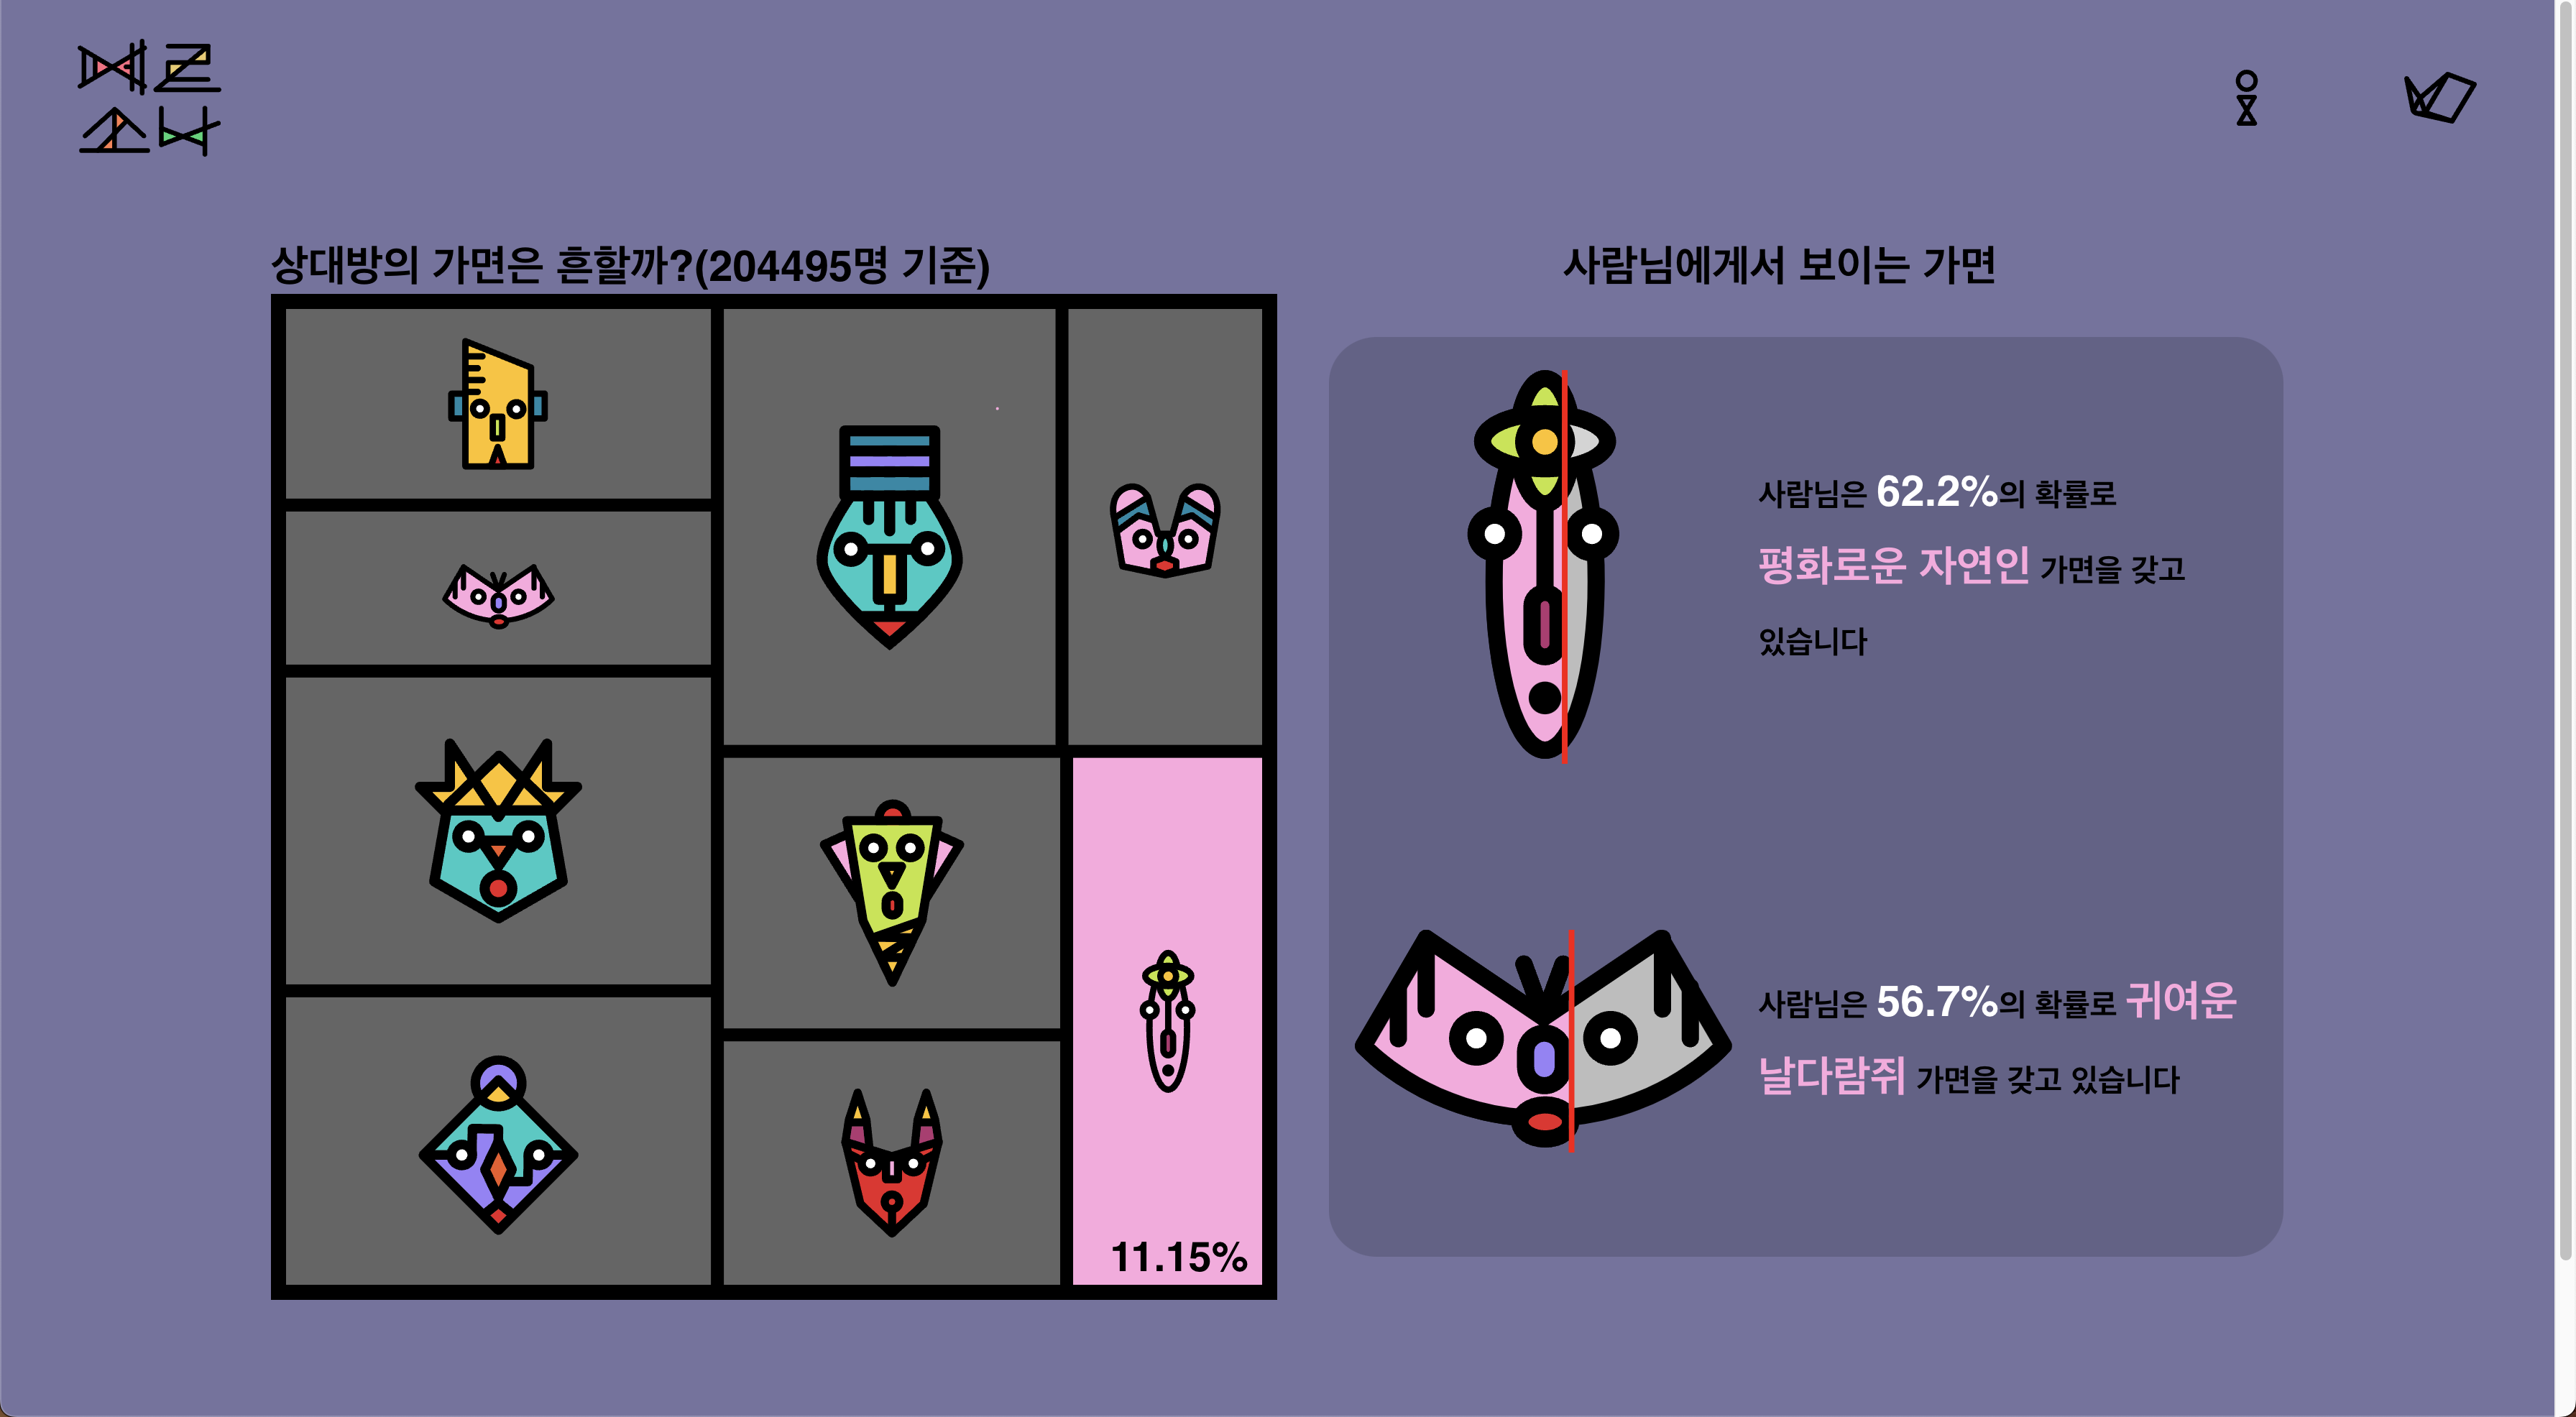 페르
소나
상대방의 가면은 흔할까?(204495명 기준)
11.15%
사람님에게서 보이는 가면
사람님은 62.2%의 확률로
평화로운 자연인 가면을 갖고
있습니다
사람님은 56.7%의 확률로 귀여운
날다람쥐 가면을 갖고 있습니다